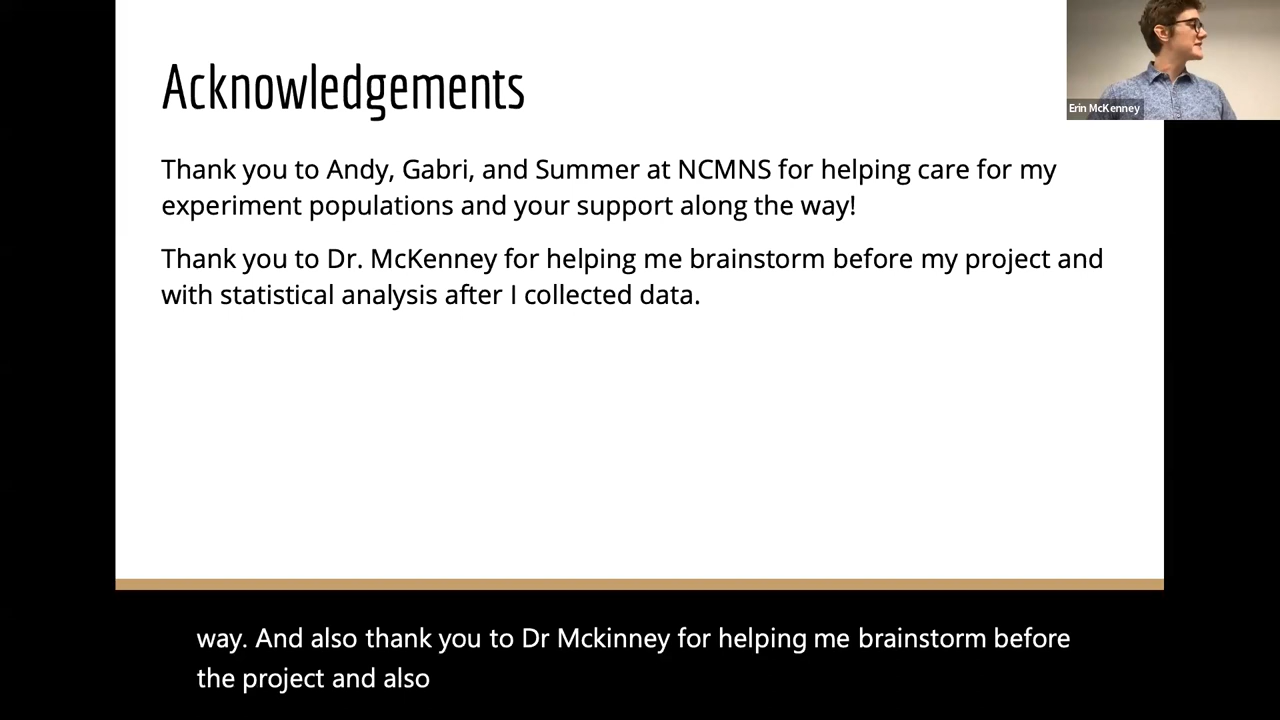 Acknowledgements
Erin McKenney
Thank you to Andy, Gabri, and Summer at NCMNS for helping care for my
experiment populations and your support along the way!
Thank you to Dr. McKenney for helping me brainstorm before my project and
with statistical analysis after I collected data.
way. And also thank you to Dr Mckinney for helping me brainstorm before
the project and also